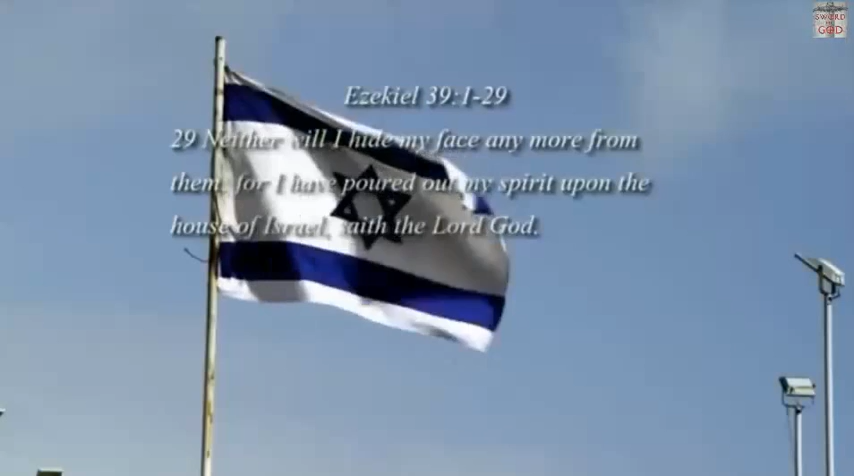 SWORD
GOD
Ezekiel 39:1-29
29 Neither will I hide my face any more from
them, for I have poured out my spirit upon the
house of Israel, saith the Lord God.